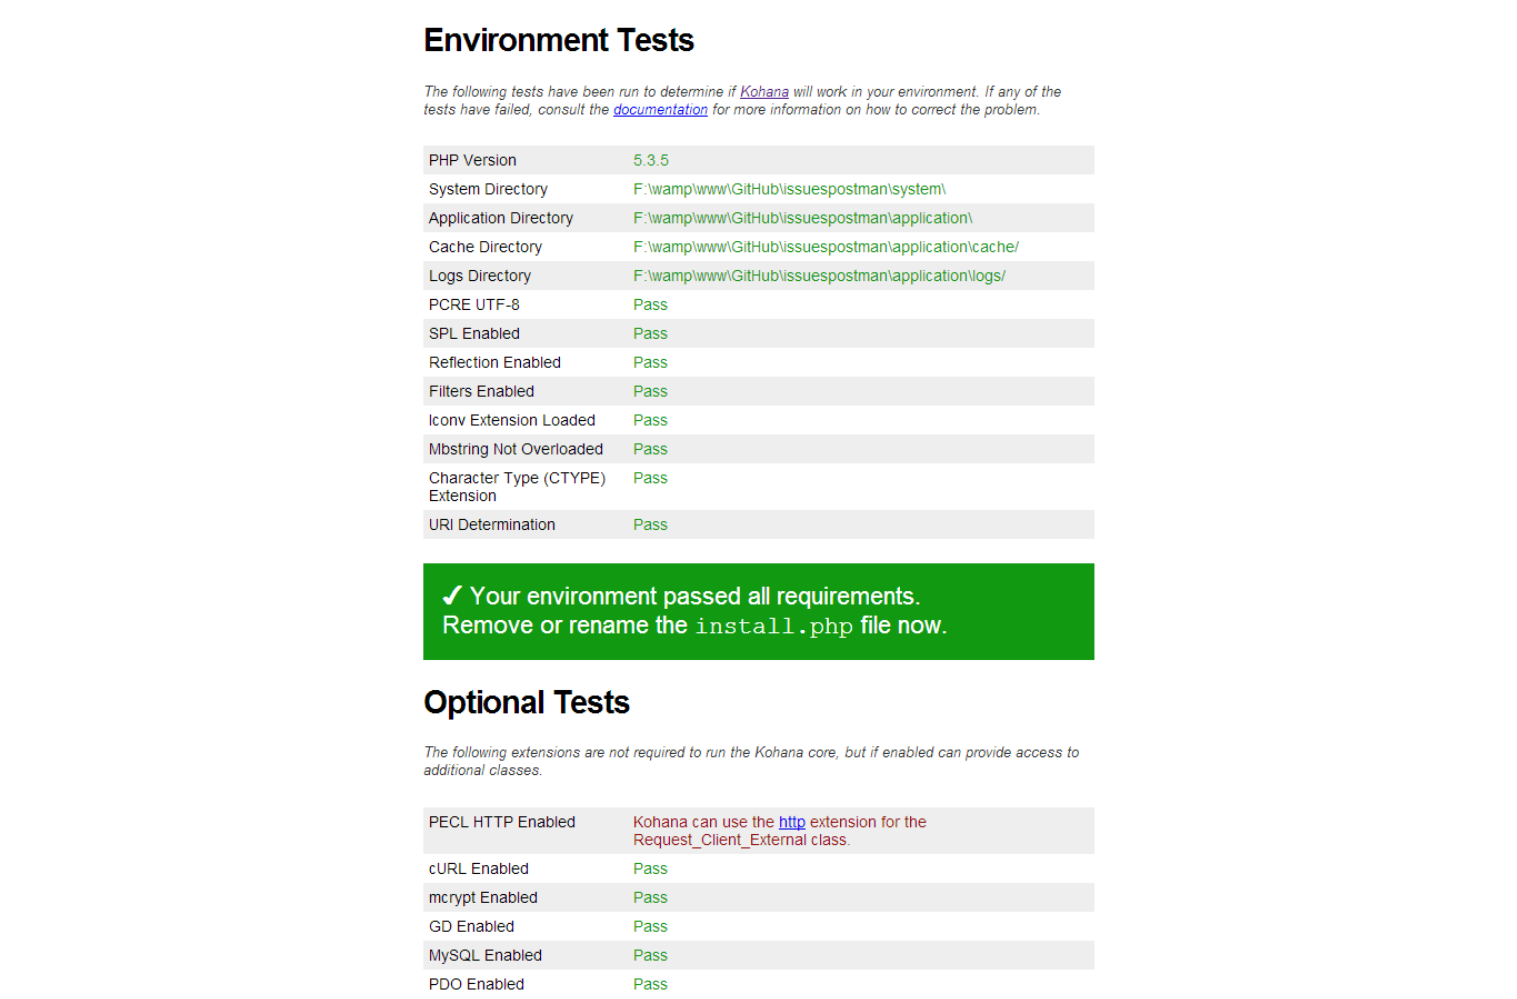 Environment Tests
The following tests have been run to determine if Kohana will work in your environment. If any of the
tests have failed, consult the documentation for more information on how to correct the problem.
PHP Version 5.3.5
System Directory F:\wamp\www\GitHub\issuespostman\system\
Application Directory F:\wamp\www\GitHub\issuespostman\application\
Cache Directory F:\wamp\www\GitHub\issuespostman\application\cache/
Logs Directory F:\wamp\www\GitHub\issuespostman\application\logs/
PCRE UTF-8 Pass
SPL Enabled Pass
Reflection Enabled Pass
Filters Enabled Pass
Iconv Extension Loaded Pass
Mbstring Not Overloaded Pass
Character Type (CTYPE) Pass
Extension
URI Determination Pass
✔ Your environment passed all requirements.
Remove or rename the install.php file now.
Optional Tests
The following extensions are not required to run the Kohana core, but if enabled can provide access to
additional classes.
PECL HTTP Enabled Kohana can use the http extension for the
Request_Client_External class.
cURL Enabled Pass
mcrypt Enabled Pass
GD Enabled Pass
MySQL Enabled Pass
PDO Enabled Pass